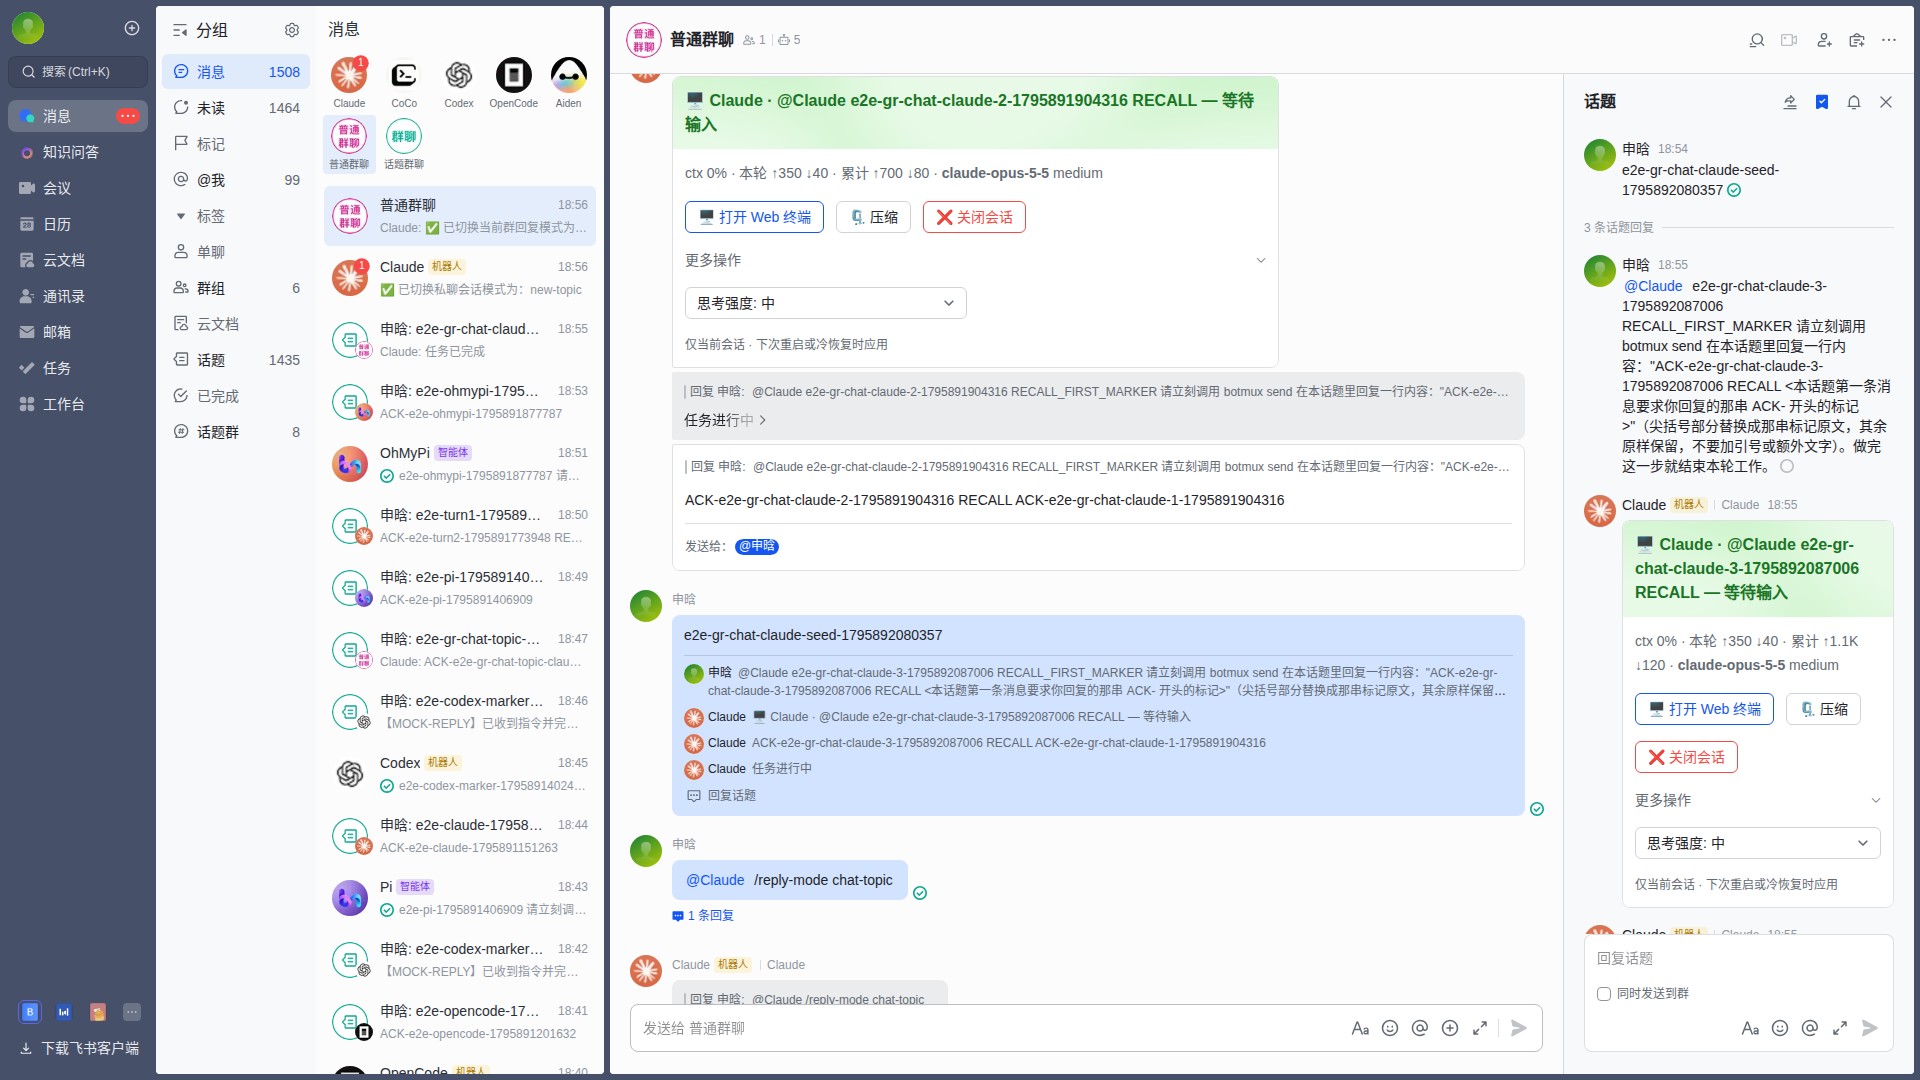 搜索 (Ctrl+K)
消息
知识问答
会议
日历
云文档
通讯录
邮箱
任务
工作台
下载飞书客户端
分组
消息 1508
未读 1464
标记
@我 99
标签
单聊
群组 6
云文档
话题 1435
已完成
话题群 8
消息
1
Claude
CoCo
Codex
OpenCode
Aiden
普通群聊
普通群聊
群聊
话题群聊
普通群聊 18:56
Claude: ✅ 已切换当前群回复模式为…
1
Claude 机器人 18:56
✅ 已切换私聊会话模式为：new-topic
申晗: e2e-gr-chat-claud… 18:55
Claude: 任务已完成
申晗: e2e-ohmypi-1795… 18:53
ACK-e2e-ohmypi-1795891877787
OhMyPi 智能体 18:51
e2e-ohmypi-1795891877787 请…
申晗: e2e-turn1-179589… 18:50
ACK-e2e-turn2-1795891773948 RE…
申晗: e2e-pi-179589140… 18:49
ACK-e2e-pi-1795891406909
申晗: e2e-gr-chat-topic-… 18:47
Claude: ACK-e2e-gr-chat-topic-clau…
申晗: e2e-codex-marker… 18:46
【MOCK-REPLY】已收到指令并完…
Codex 机器人 18:45
e2e-codex-marker-17958914024…
申晗: e2e-claude-17958… 18:44
ACK-e2e-claude-1795891151263
Pi 智能体 18:43
e2e-pi-1795891406909 请立刻调…
申晗: e2e-codex-marker… 18:42
【MOCK-REPLY】已收到指令并完…
申晗: e2e-opencode-17… 18:41
ACK-e2e-opencode-1795891201632
OpenCode 机器人 18:40
普通群聊
普通群聊 1 5
🖥️ Claude · @Claude e2e-gr-chat-claude-2-1795891904316 RECALL — 等待
输入
ctx 0% · 本轮 ↑350 ↓40 · 累计 ↑700 ↓80 · claude-opus-5-5 medium
🖥️ 打开 Web 终端
🗜️ 压缩
❌ 关闭会话
更多操作
思考强度: 中
仅当前会话 · 下次重启或冷恢复时应用
回复 申晗: @Claude e2e-gr-chat-claude-2-1795891904316 RECALL_FIRST_MARKER 请立刻调用 botmux send 在本话题里回复一行内容："ACK-e2e-…
任务进行中
回复 申晗: @Claude e2e-gr-chat-claude-2-1795891904316 RECALL_FIRST_MARKER 请立刻调用 botmux send 在本话题里回复一行内容："ACK-e2e-…
ACK-e2e-gr-chat-claude-2-1795891904316 RECALL ACK-e2e-gr-chat-claude-1-1795891904316
发送给： @申晗
申晗
e2e-gr-chat-claude-seed-1795892080357
申晗 @Claude e2e-gr-chat-claude-3-1795892087006 RECALL_FIRST_MARKER 请立刻调用 botmux send 在本话题里回复一行内容："ACK-e2e-gr-
chat-claude-3-1795892087006 RECALL <本话题第一条消息要求你回复的那串 ACK- 开头的标记>"（尖括号部分替换成那串标记原文，其余原样保留…
Claude 🖥️ Claude · @Claude e2e-gr-chat-claude-3-1795892087006 RECALL — 等待输入
Claude ACK-e2e-gr-chat-claude-3-1795892087006 RECALL ACK-e2e-gr-chat-claude-1-1795891904316
Claude 任务进行中
回复话题
申晗
@Claude /reply-mode chat-topic
1 条回复
Claude 机器人 Claude
回复 申晗: @Claude /reply-mode chat-topic
发送给 普通群聊
话题
申晗 18:54
e2e-gr-chat-claude-seed-
1795892080357
3 条话题回复
申晗 18:55
@Claude e2e-gr-chat-claude-3-
1795892087006
RECALL_FIRST_MARKER 请立刻调用
botmux send 在本话题里回复一行内
容："ACK-e2e-gr-chat-claude-3-
1795892087006 RECALL <本话题第一条消
息要求你回复的那串 ACK- 开头的标记
>"（尖括号部分替换成那串标记原文，其余
原样保留，不要加引号或额外文字）。做完
这一步就结束本轮工作。
Claude 机器人 Claude 18:55
🖥️ Claude · @Claude e2e-gr-
chat-claude-3-1795892087006
RECALL — 等待输入
ctx 0% · 本轮 ↑350 ↓40 · 累计 ↑1.1K
↓120 · claude-opus-5-5 medium
🖥️ 打开 Web 终端
🗜️ 压缩
❌ 关闭会话
更多操作
思考强度: 中
仅当前会话 · 下次重启或冷恢复时应用
Claude 机器人 Claude 18:55
回复话题
同时发送到群